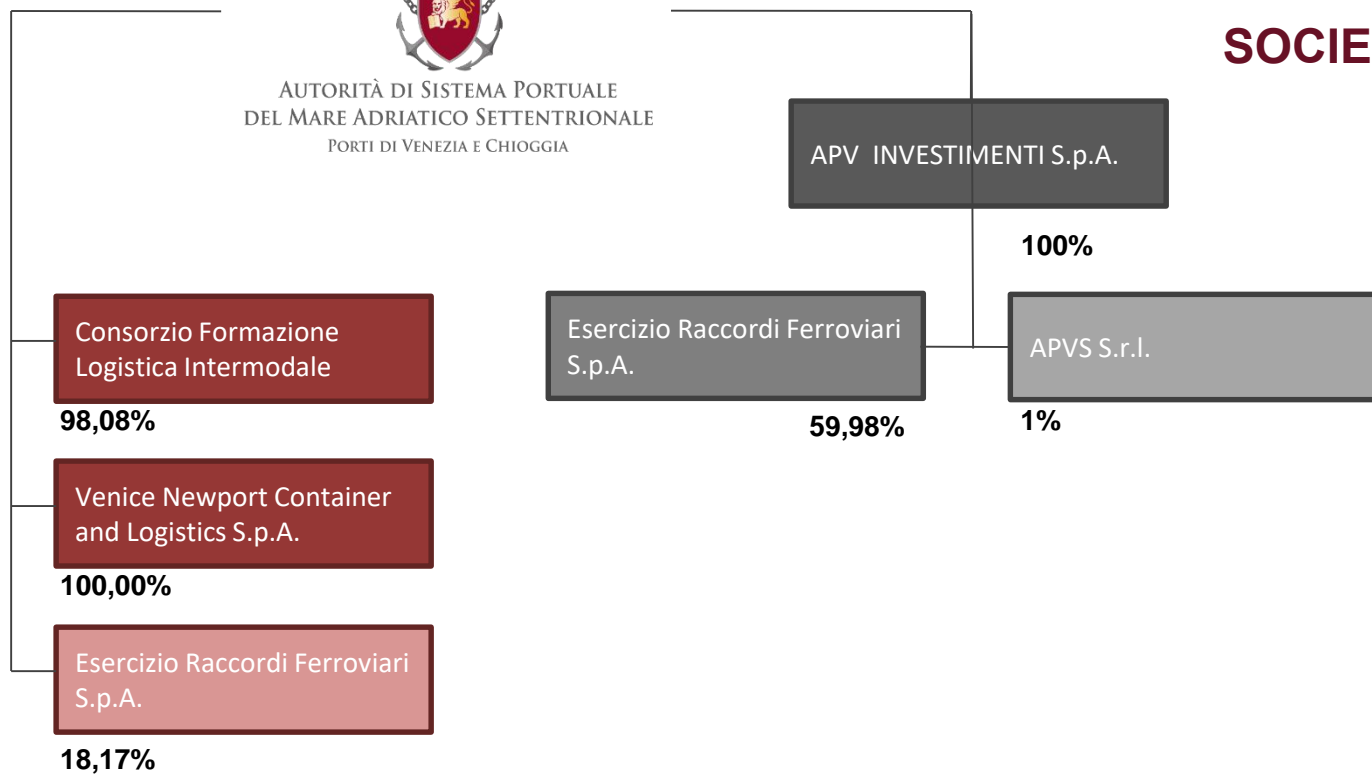 SOCIE
AUTORITÀ DI SISTEMA PORTUALE
DEL MARE ADRIATICO SETTENTRIONALE
PORTI DI VENEZIA E CHIOGGIA
APV INVESTIMENTI S.p.A.
100%
Consorzio Formazione
Logistica Intermodale
98,08%
Venice Newport Container
and Logistics S.p.A.
100,00%
Esercizio Raccordi Ferroviari
S.p.A.
18,17%
Esercizio Raccordi Ferroviari
S.p.A.
59,98%
APVS S.r.l.
1%